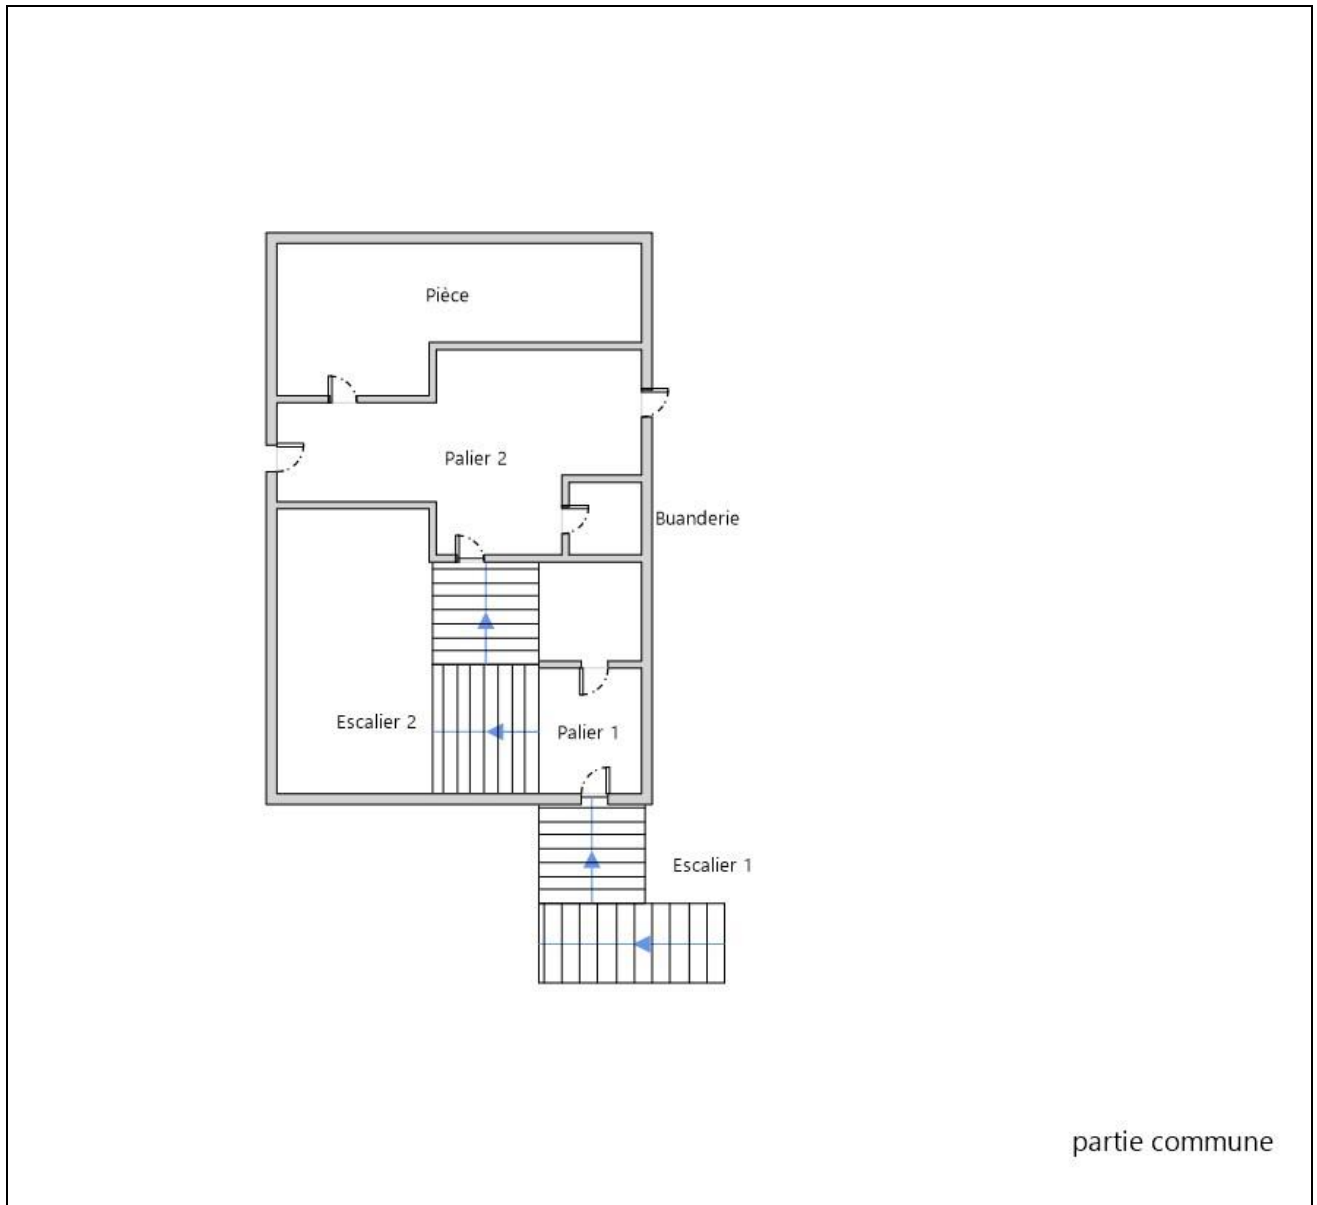 Pièce
Palier 2
Buanderie
Escalier 2
Palier 1
Escalier 1
partie commune